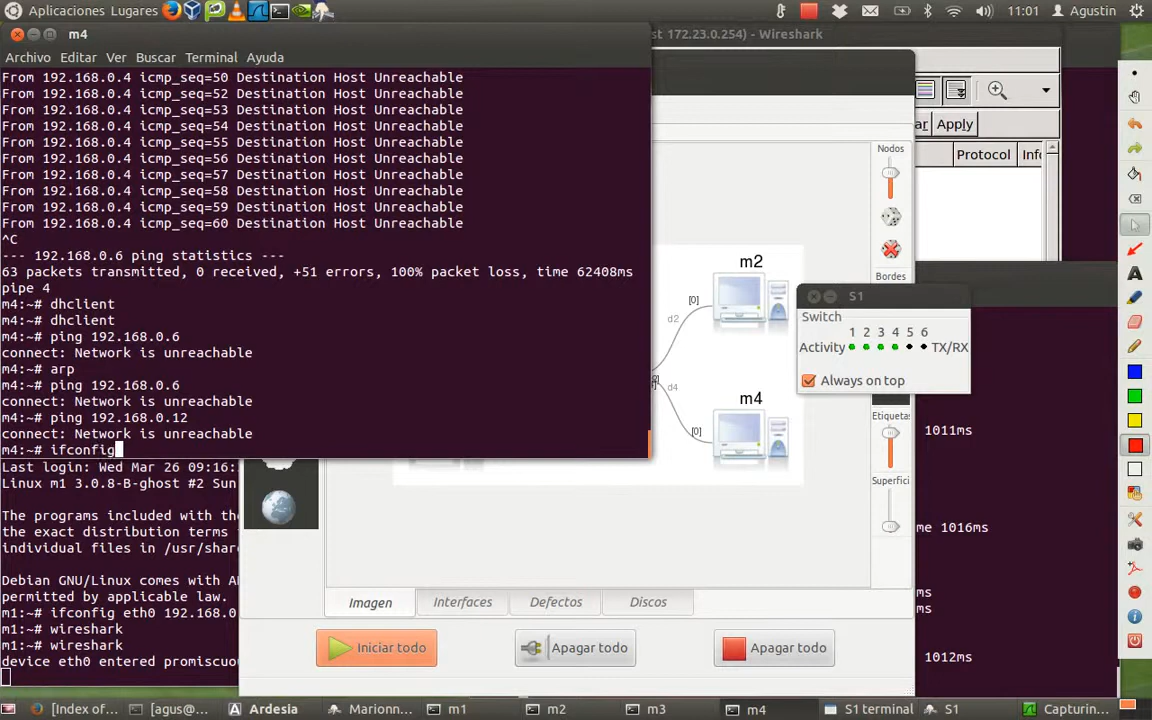 Aplicaciones Lugares
11:01
Agustin
m4
st 172.23.0.254) - Wireshark
Archivo Editar Ver Buscar Terminal Ayuda
From 192.168.0.4 icmp_seq=50 Destination Host Unreachable
From 192.168.0.4 icmp_seq=52 Destination Host Unreachable
From 192.168.0.4 icmp_seq=53 Destination Host Unreachable
From 192.168.0.4 icmp_seq=54 Destination Host Unreachable
From 192.168.0.4 icmp_seq=55 Destination Host Unreachable
From 192.168.0.4 icmp_seq=56 Destination Host Unreachable
From 192.168.0.4 icmp_seq=57 Destination Host Unreachable
From 192.168.0.4 icmp_seq=58 Destination Host Unreachable
From 192.168.0.4 icmp_seq=59 Destination Host Unreachable
From 192.168.0.4 icmp_seq=60 Destination Host Unreachable
^C
--- 192.168.0.6 ping statistics ---
63 packets transmitted, 0 received, +51 errors, 100% packet loss, time 62408ms
pipe 4
m4:~# dhclient
m4:~# dhclient
m4:~# ping 192.168.0.6
connect: Network is unreachable
m4:~# arp
m4:~# ping 192.168.0.6
connect: Network is unreachable
m4:~# ping 192.168.0.12
connect: Network is unreachable
m4:~# ifconfig
ar Apply
Protocol Info
Nodos
Bordes
Etiquetas
Superfici
m2
[0]
d2
m4
[0]
d4
S1
Switch
1 2 3 4 5 6
Activity TX/RX
Always on top
Last login: Wed Mar 26 09:16:
Linux m1 3.0.8-B-ghost #2 Sun
The programs included with the
the exact distribution terms
individual files in /usr/shar
Debian GNU/Linux comes with A
permitted by applicable law.
m1:~# ifconfig eth0 192.168.0
m1:~# wireshark
m1:~# wireshark
device eth0 entered promiscuo
1011ms
me 1016ms
ms
ms
1012ms
Imagen Interfaces Defectos Discos
Iniciar todo
Apagar todo
Apagar todo
[Index of...
[agus@...
Ardesia
Marionn...
m1
m2
m3
m4
S1 terminal
S1
Capturin...